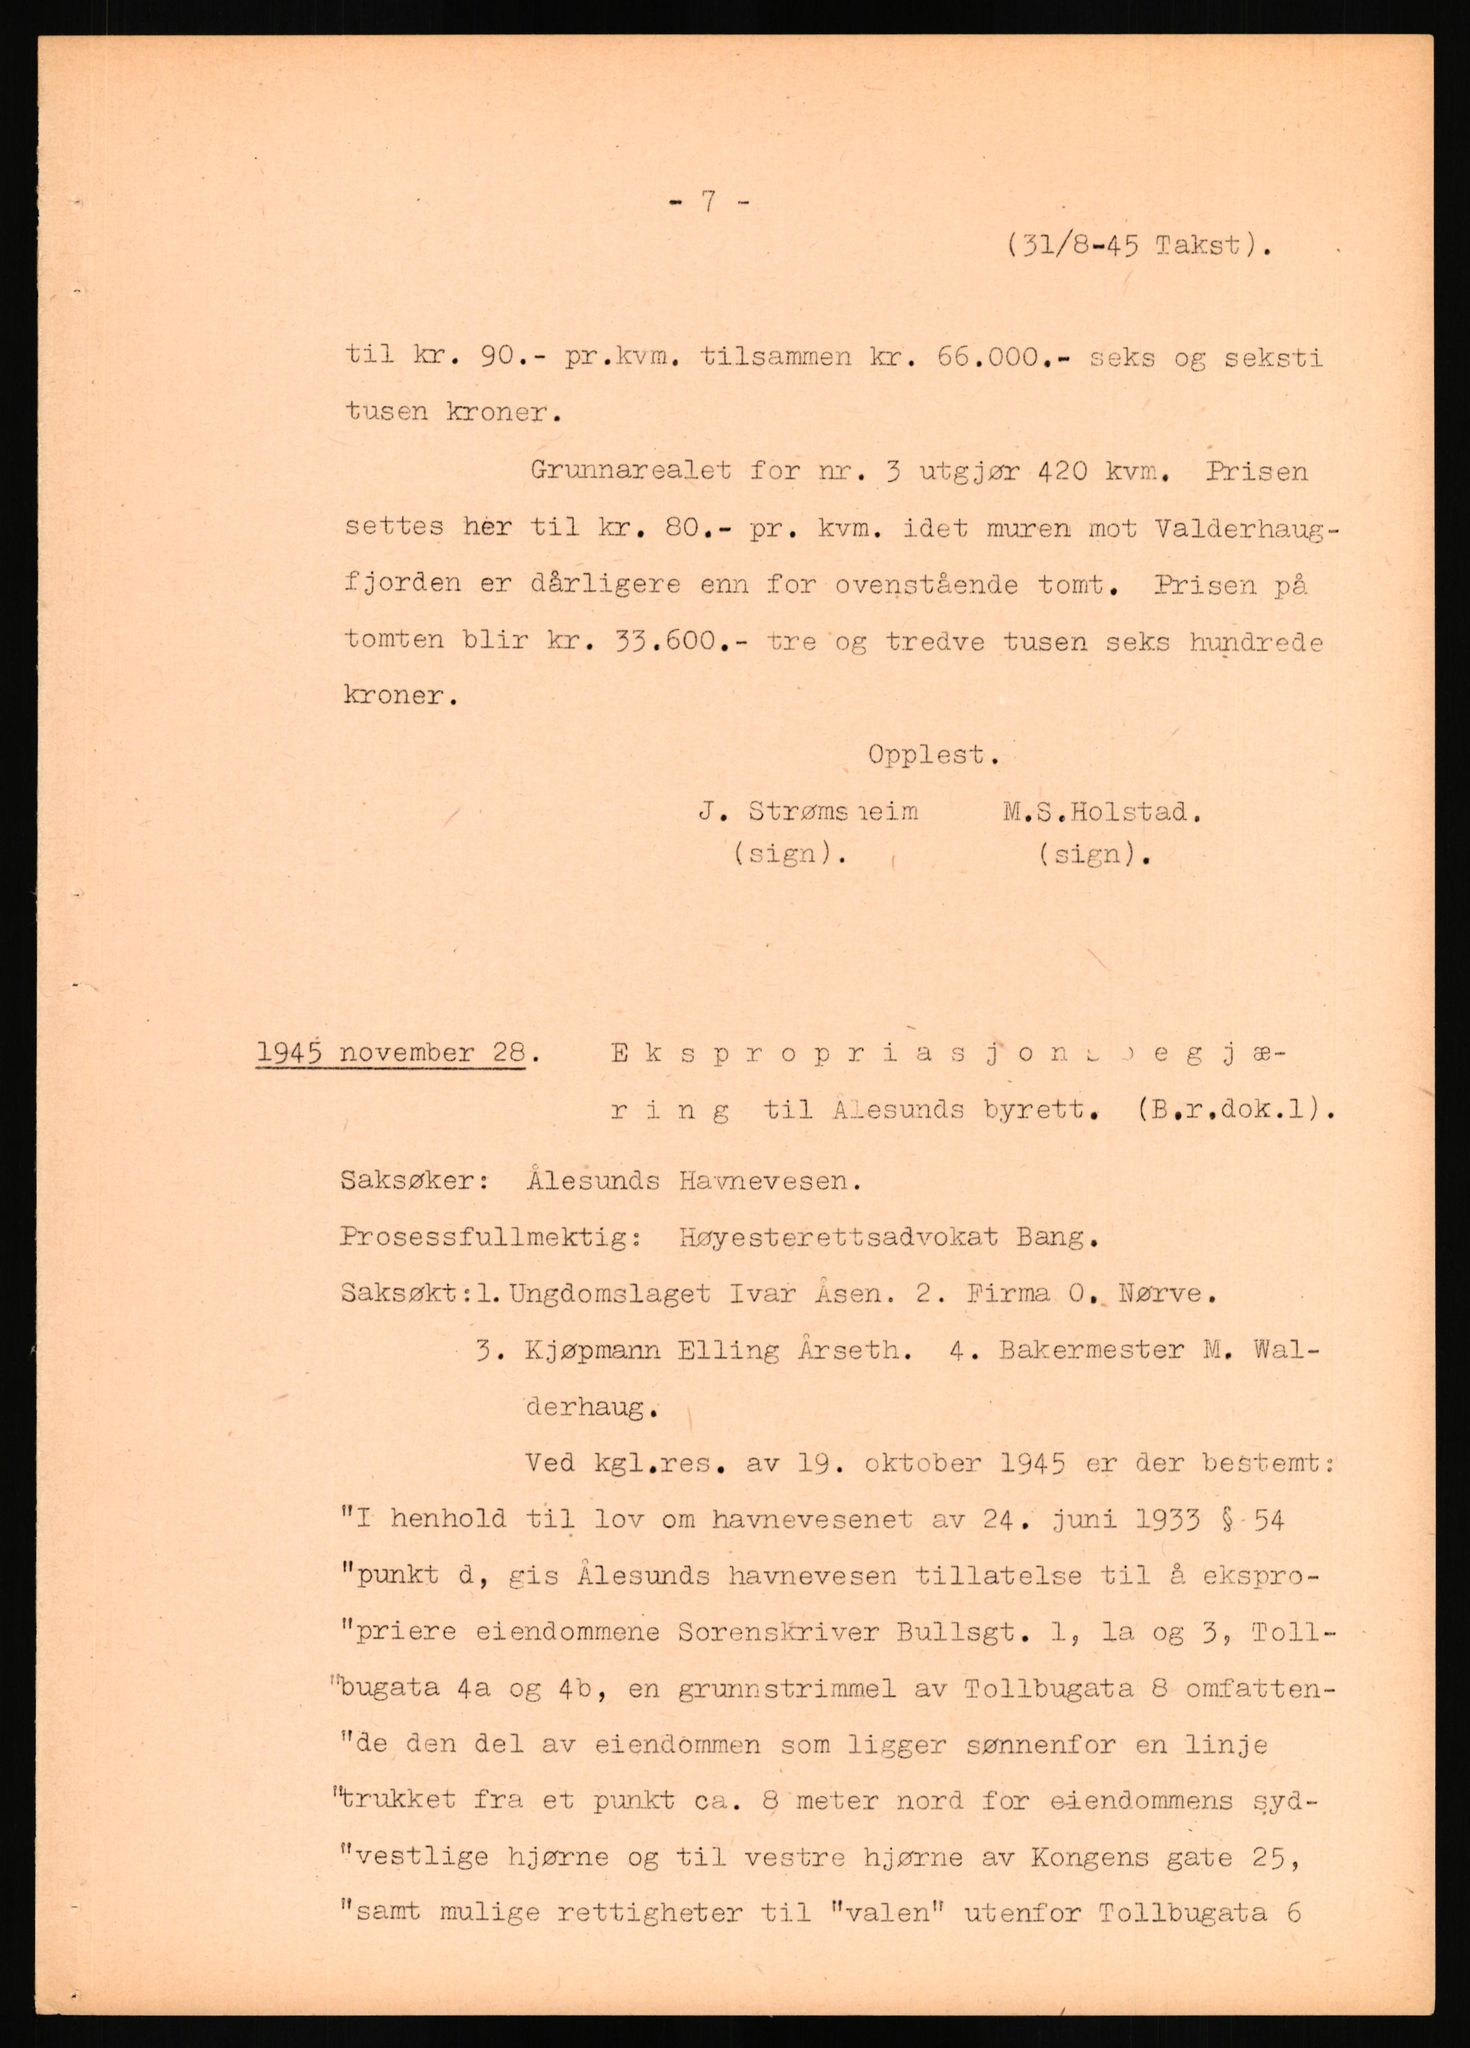 - 7 -
(31/8-45 Takst).
til kr. 90.- pr.kvm. tilsammen kr. 66.000.- seks og seksti
tusen kroner.
Grunnarealet for nr. 3 utgjør 420 kvm. Prisen
settes her til kr. 80.- pr. kvm. idet muren mot Valderhaug-
fjorden er dårligere enn for ovenstående tomt. Prisen på
tomten blir kr. 33.600.- tre og tredve tusen seks hundrede
kroner.
Opplest.
J. Strømsheim M.S.Holstad.
(sign). (sign).
1945 november 28. E k s p r o p r i a s j o n s b e g j æ-
r i n g til Ålesunds byrett. (B.r.dok.1).
Saksøker: Ålesunds Havnevesen.
Prosessfullmektig: Høyesterettsadvokat Bang.
Saksøkt:1. Ungdomslaget Ivar Åsen. 2. Firma O. Nørve.
3. Kjøpmann Elling Årseth. 4. Bakermester M. Wal-
derhaug.
Ved kgl.res. av 19. oktober 1945 er der bestemt:
"I henhold til lov om havnevesenet av 24. juni 1933 § 54
"punkt d, gis Ålesunds havnevesen tillatelse til å ekspro-
"priere eiendommene Sorenskriver Bullsgt. 1, 1a og 3, Toll-
"bugata 4a og 4b, en grunnstrimmel av Tollbugata 8 omfatten-
"de den del av eiendommen som ligger sønnenfor en linje
"trukket fra et punkt ca. 8 meter nord for eiendommens syd-
"vestlige hjørne og til vestre hjørne av Kongens gate 25,
"samt mulige rettigheter til "valen" utenfor Tollbugata 6